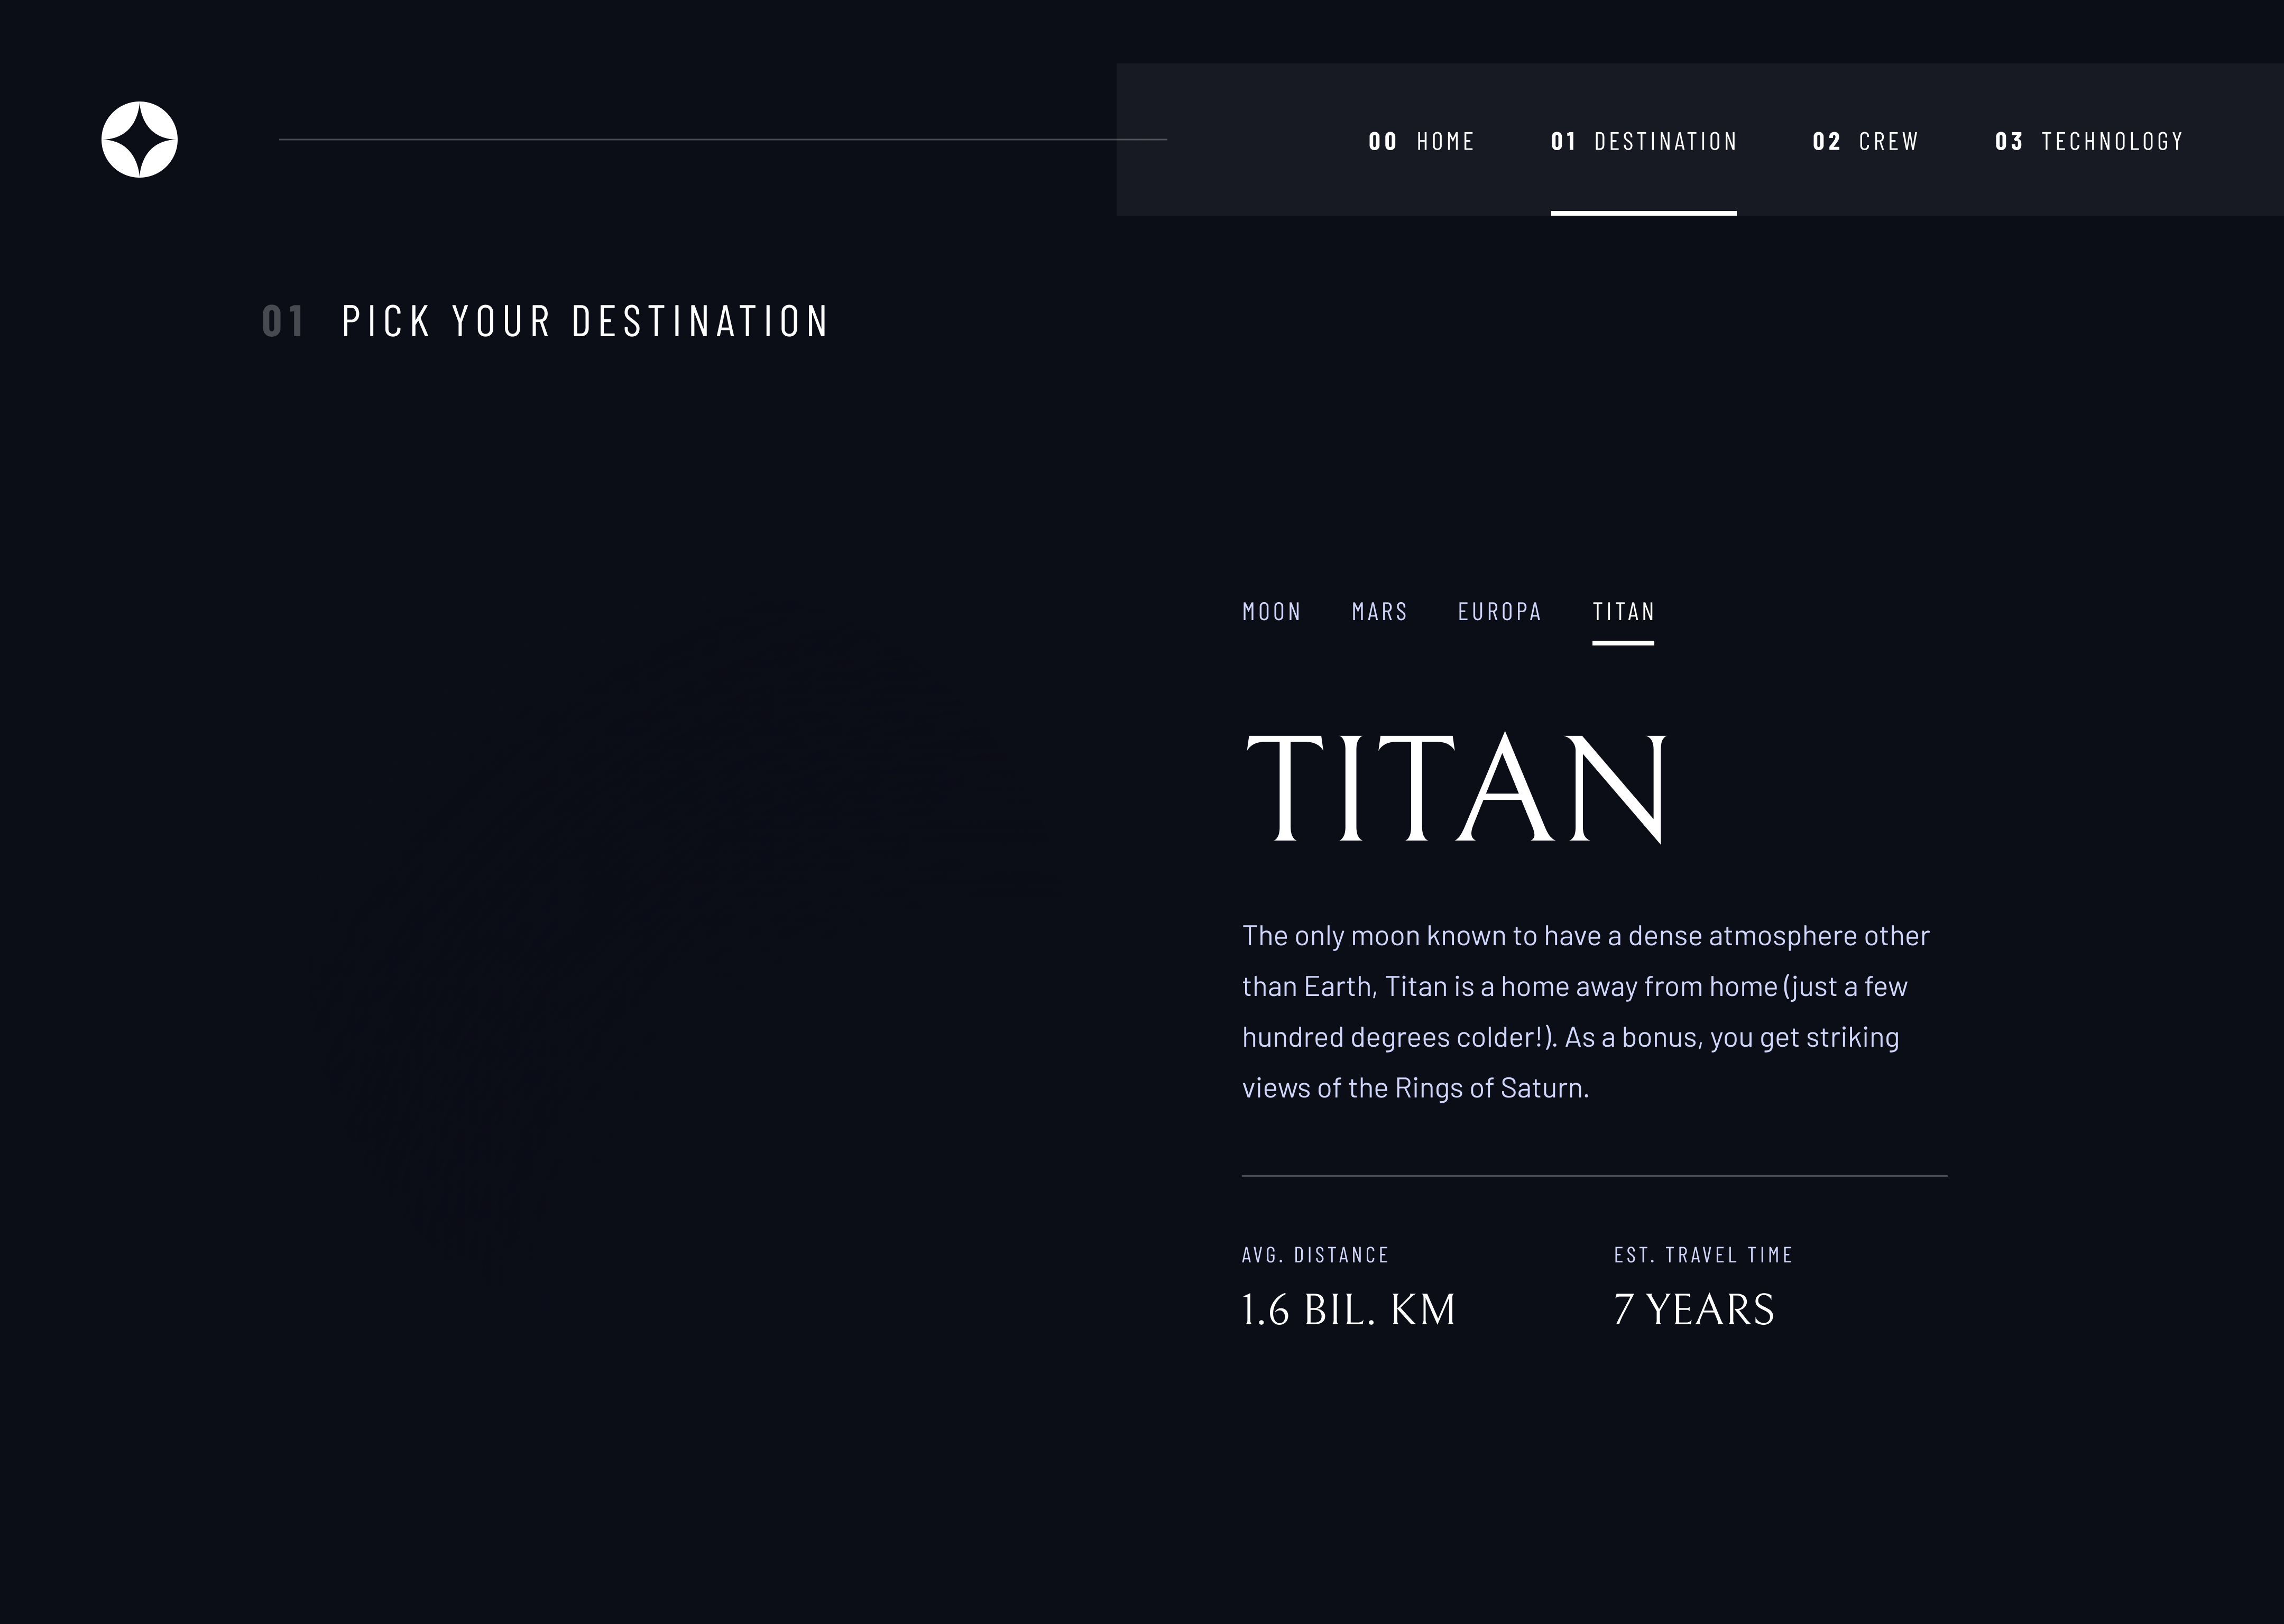 00 HOME 01 DESTINATION 02 CREW 03 TECHNOLOGY
01 PICK YOUR DESTINATION
MOON MARS EUROPA TITAN
TITAN
The only moon known to have a dense atmosphere other
than Earth, Titan is a home away from home (just a few
hundred degrees colder!). As a bonus, you get striking
views of the Rings of Saturn.
AVG. DISTANCE EST. TRAVEL TIME
1.6 BIL. KM 7 YEARS